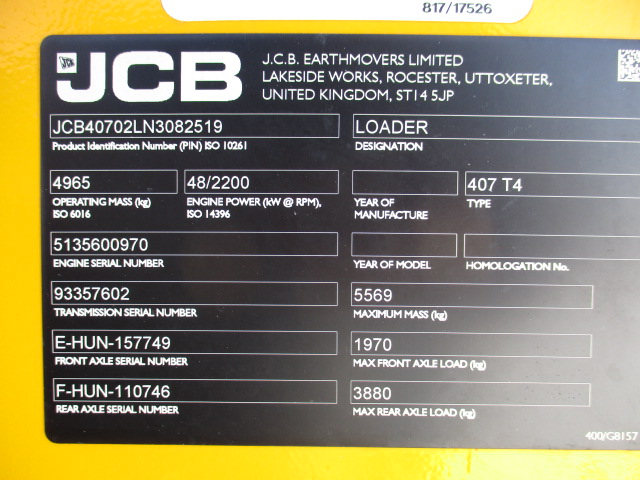 817/17526
JCB
J.C.B. EARTHMOVERS LIMITED
LAKESIDE WORKS, ROCESTER, UTTOXETER,
UNITED KINGDOM, ST14 5JP
JCB40702LN3082519
Product Identification Number (PIN) ISO 10261
LOADER
DESIGNATION
4965
OPERATING MASS (kg)
ISO 6016
48/2200
ENGINE POWER (kW @ RPM),
ISO 14396
YEAR OF
MANUFACTURE
407 T4
TYPE
5135600970
ENGINE SERIAL NUMBER
YEAR OF MODEL
HOMOLOGATION No.
93357602
TRANSMISSION SERIAL NUMBER
5569
MAXIMUM MASS (kg)
E-HUN-157749
FRONT AXLE SERIAL NUMBER
1970
MAX FRONT AXLE LOAD (kg)
F-HUN-110746
REAR AXLE SERIAL NUMBER
3880
MAX REAR AXLE LOAD (kg)
400/G8157